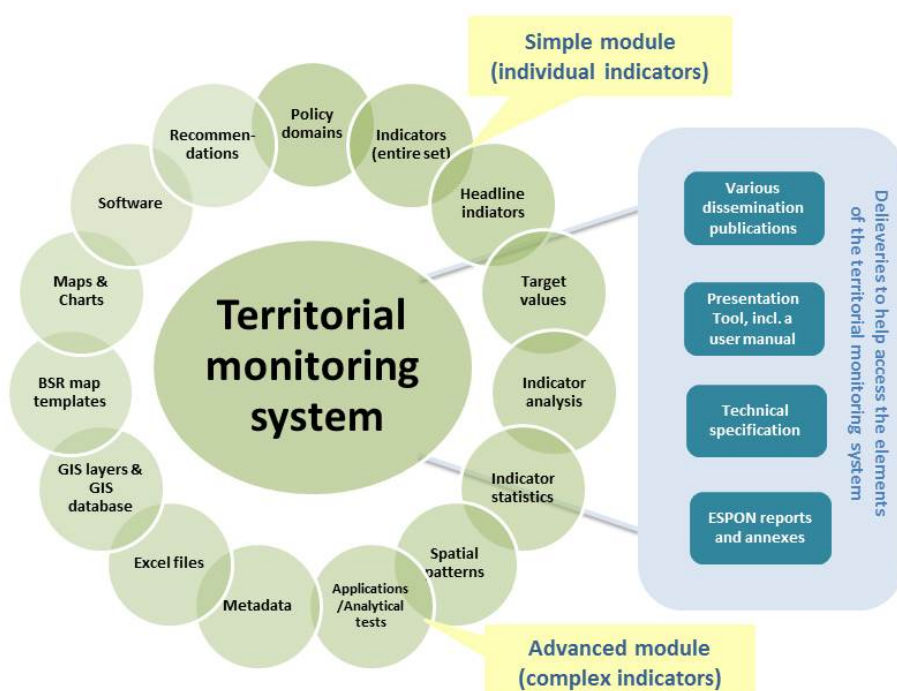 Simple module
(individual indicators)
Policy
domains
Indicators
(entire set)
Headline
indiators
Target
values
Indicator
analysis
Indicator
statistics
Spatial
patterns
Applications
/Analytical
tests
Metadata
Excel files
GIS layers &
GIS
database
BSR map
templates
Maps &
Charts
Software
Recommen-
dations
Territorial
monitoring
system
Advanced module
(complex indicators)
Various
dissemination
publications
Presentation
Tool, incl. a
user manual
Technical
specification
ESPON reports
and annexes
Delieveries to help access the elements
of the territorial monitoring system